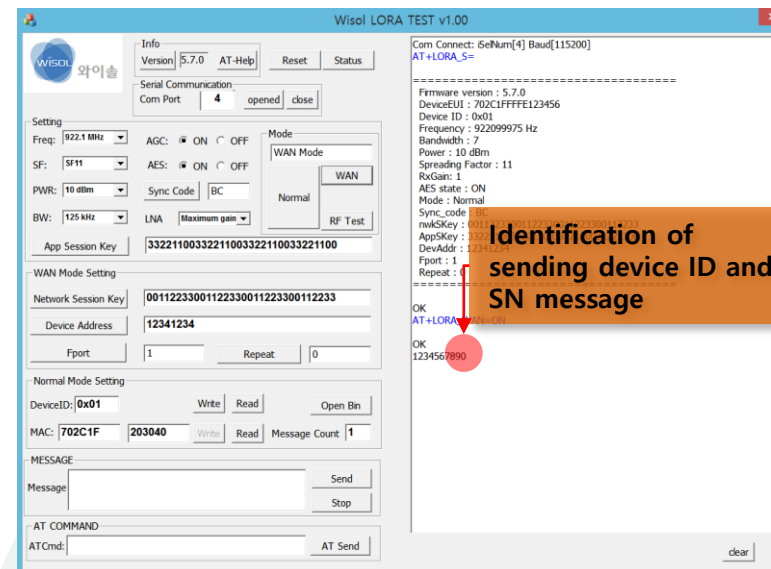 Wisol LORA TEST v1.00
wisol 와이솔
Info
Version 5.7.0 AT-Help Reset Status
Serial Communication
Com Port 4 opened close
Setting
Freq: 922.1 MHz AGC: ON OFF
SF: SF11 AES: ON OFF
PWR: 10 dBm Sync Code BC
BW: 125 kHz LNA Maximum gain
Mode
WAN Mode
WAN
Normal
RF Test
App Session Key 33221100332211003322110033221100
WAN Mode Setting
Network Session Key 00112233001122330011223300112233
Device Address 12341234
Fport 1 Repeat 0
Normal Mode Setting
DeviceID: 0x01 Write Read Open Bin
MAC: 702C1F 203040 Write Read Message Count 1
MESSAGE
Message Send
Stop
AT COMMAND
ATCmd: AT Send
Com Connect: iSelNum[4] Baud[115200]
AT+LORA_S=
====================================
Firmware version : 5.7.0
DeviceEUI : 702C1FFFFE123456
Device ID : 0x01
Frequency : 922099975 Hz
Bandwidth : 7
Power : 10 dBm
Spreading Factor : 11
RxGain: 1
AES state : ON
Mode : Normal
Sync_code : BC
nwkSKey : 00112233001122330011223300112233
AppSKey : 3322
DevAddr : 12341234
Fport : 1
Repeat : 0
====================================
OK
AT+LORA_WAN=ON
OK
1234567890
Identification of
sending device ID and
SN message
clear